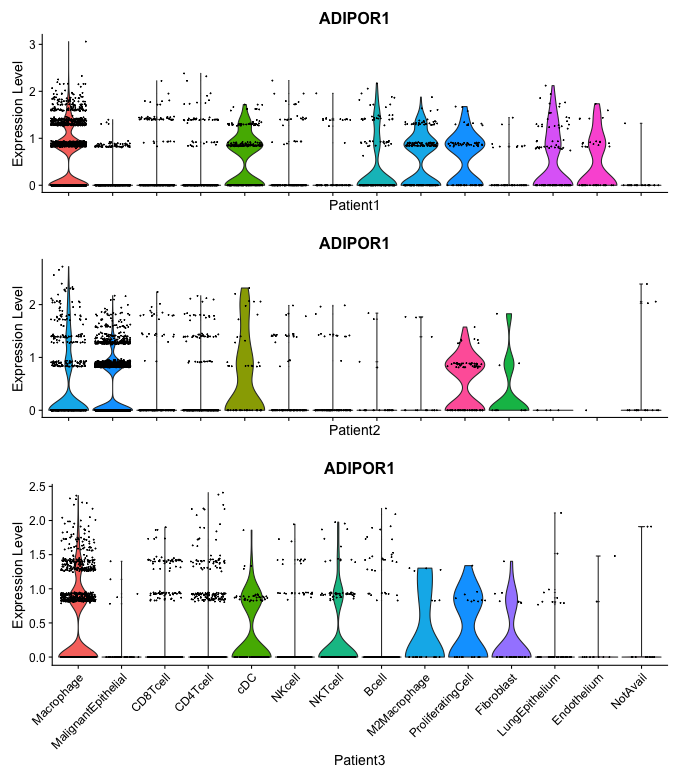 ADIPOR1
Expression Level
3
2
1
0
Patient1
ADIPOR1
Expression Level
2
1
0
Patient2
ADIPOR1
Expression Level
2.5
2.0
1.5
1.0
0.5
0.0
Macrophage
MalignantEpithelial
CD8Tcell
CD4Tcell
cDC
NKcell
NKTcell
Bcell
M2Macrophage
ProliferatingCell
Fibroblast
LungEpithelium
Endothelium
NotAvail
Patient3